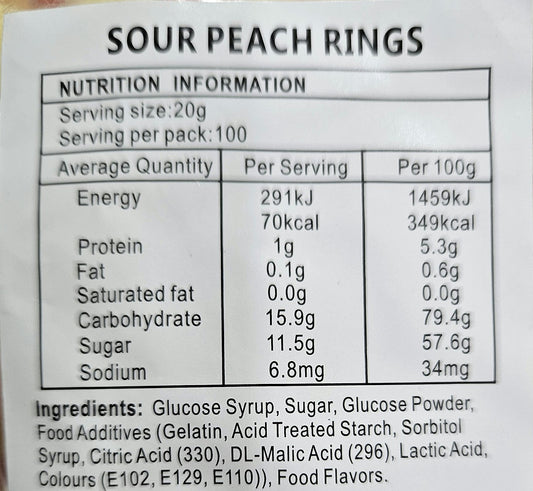 SOUR PEACH RINGS
NUTRITION INFORMATION
Serving size:20g
Serving per pack:100
Average Quantity Per Serving Per 100g
Energy 291kJ 1459kJ
70kcal 349kcal
Protein 1g 5.3g
Fat 0.1g 0.6g
Saturated fat 0.0g 0.0g
Carbohydrate 15.9g 79.4g
Sugar 11.5g 57.6g
Sodium 6.8mg 34mg
Ingredients: Glucose Syrup, Sugar, Glucose Powder,
Food Additives (Gelatin, Acid Treated Starch, Sorbitol
Syrup, Citric Acid (330), DL-Malic Acid (296), Lactic Acid,
Colours (E102, E129, E110)), Food Flavors.